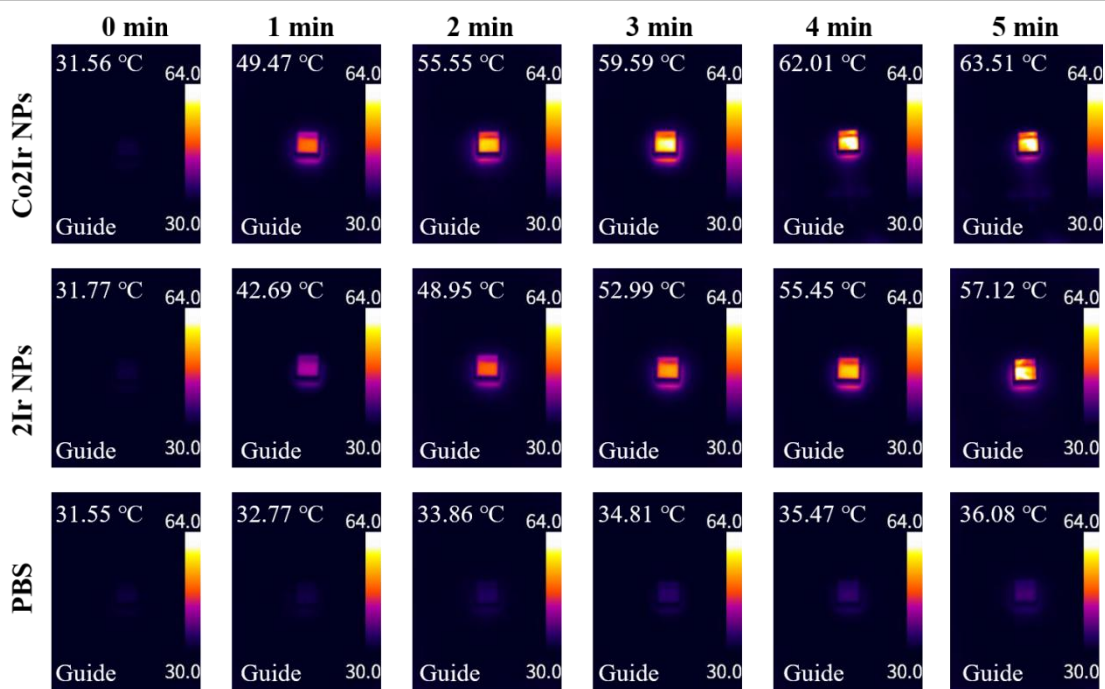 0 min 1 min 2 min 3 min 4 min 5 min
Co2Ir NPs
31.56 ℃ 64.0 49.47 ℃ 64.0 55.55 ℃ 64.0 59.59 ℃ 64.0 62.01 ℃ 64.0 63.51 ℃ 64.0
Guide 30.0 Guide 30.0 Guide 30.0 Guide 30.0 Guide 30.0 Guide 30.0
2Ir NPs
31.77 ℃ 64.0 42.69 ℃ 64.0 48.95 ℃ 64.0 52.99 ℃ 64.0 55.45 ℃ 64.0 57.12 ℃ 64.0
Guide 30.0 Guide 30.0 Guide 30.0 Guide 30.0 Guide 30.0 Guide 30.0
PBS
31.55 ℃ 64.0 32.77 ℃ 64.0 33.86 ℃ 64.0 34.81 ℃ 64.0 35.47 ℃ 64.0 36.08 ℃ 64.0
Guide 30.0 Guide 30.0 Guide 30.0 Guide 30.0 Guide 30.0 Guide 30.0